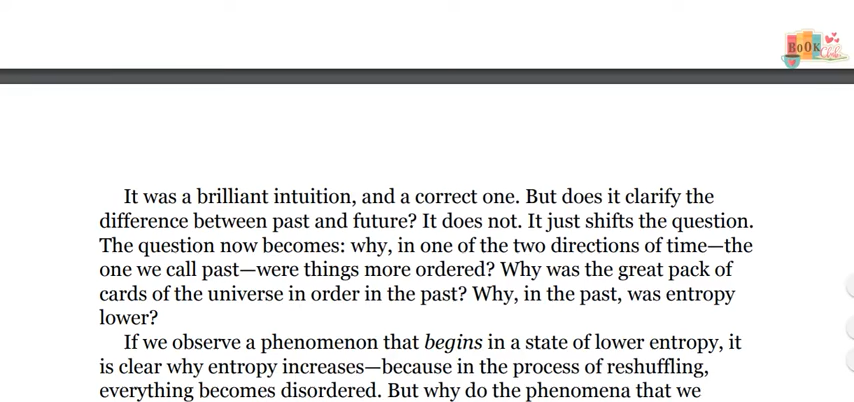 BOOK
Club
It was a brilliant intuition, and a correct one. But does it clarify the
difference between past and future? It does not. It just shifts the question.
The question now becomes: why, in one of the two directions of time—the
one we call past—were things more ordered? Why was the great pack of
cards of the universe in order in the past? Why, in the past, was entropy
lower?
If we observe a phenomenon that begins in a state of lower entropy, it
is clear why entropy increases—because in the process of reshuffling,
everything becomes disordered. But why do the phenomena that we